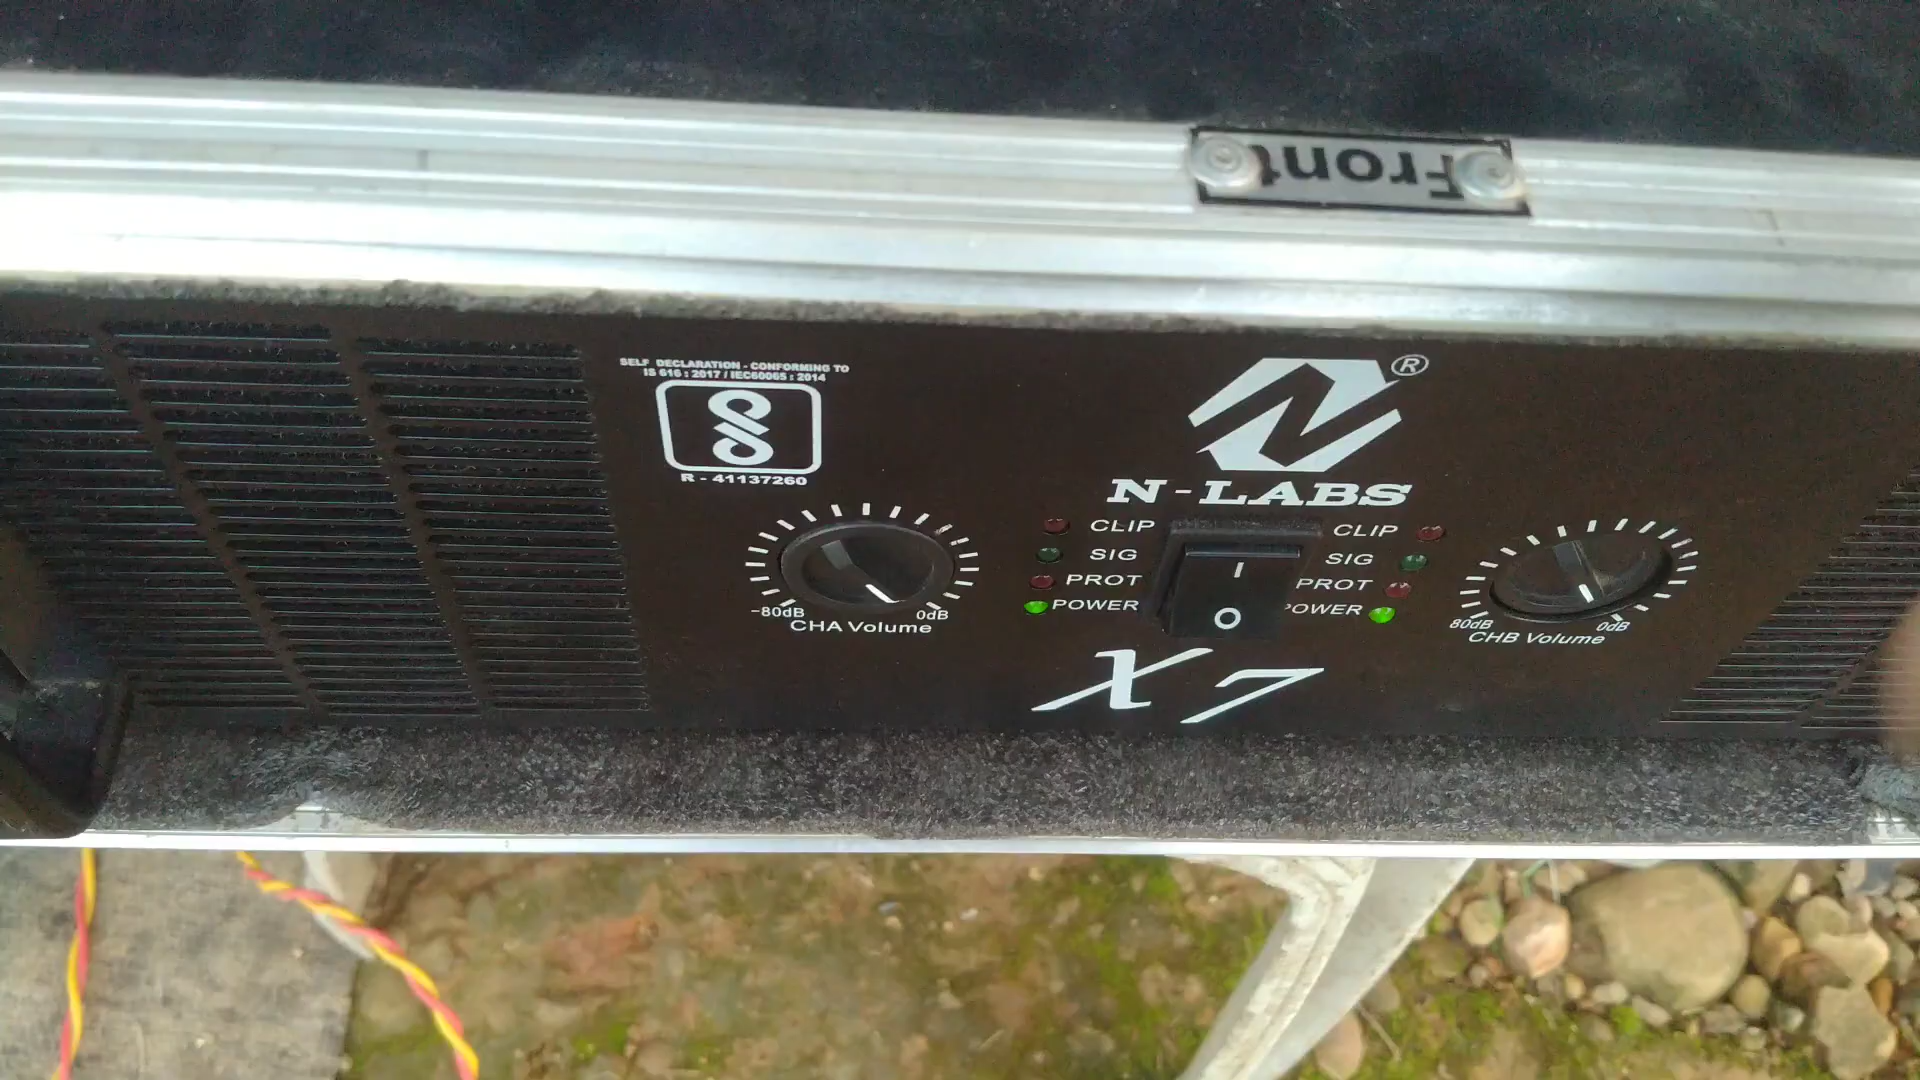 Front
SELF DECLARATION - CONFORMING TO
IS 616 : 2017 / IEC60065 : 2014
R - 41137260
®
N-LABS
CLIP
SIG
PROT
POWER
-80dB
0dB
CHA Volume
I
O
CLIP
SIG
PROT
POWER
80dB
0dB
CHB Volume
X7